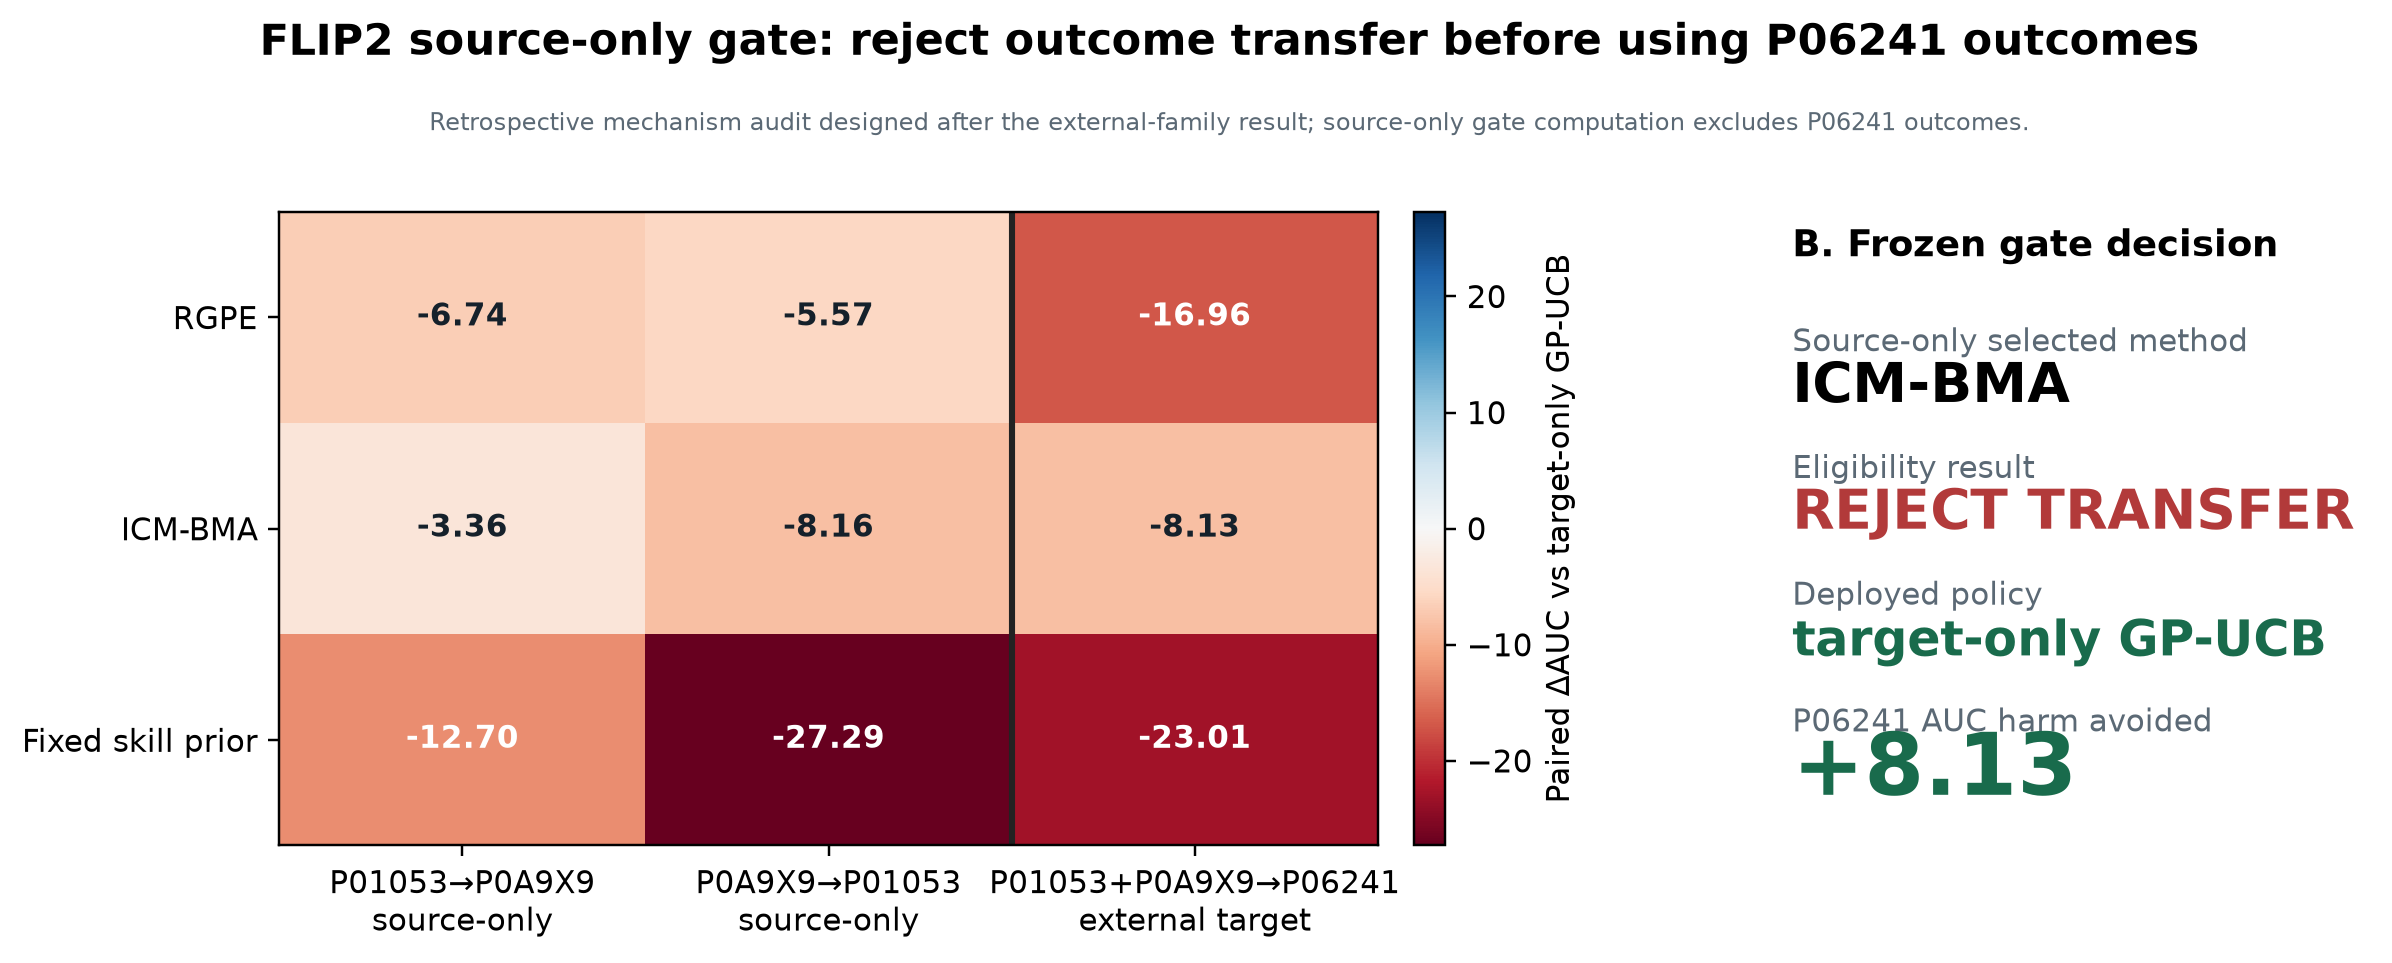 FLIP2 source-only gate: reject outcome transfer before using P06241 outcomes
Retrospective mechanism audit designed after the external-family result; source-only gate computation excludes P06241 outcomes.
RGPE
-6.74
-5.57
-16.96
ICM-BMA
-3.36
-8.16
-8.13
Fixed skill prior
-12.70
-27.29
-23.01
P01053→P0A9X9
source-only
P0A9X9→P01053
source-only
P01053+P0A9X9→P06241
external target
20
10
0
−10
−20
Paired ΔAUC vs target-only GP-UCB
B. Frozen gate decision
Source-only selected method
ICM-BMA
Eligibility result
REJECT TRANSFER
Deployed policy
target-only GP-UCB
P06241 AUC harm avoided
+8.13